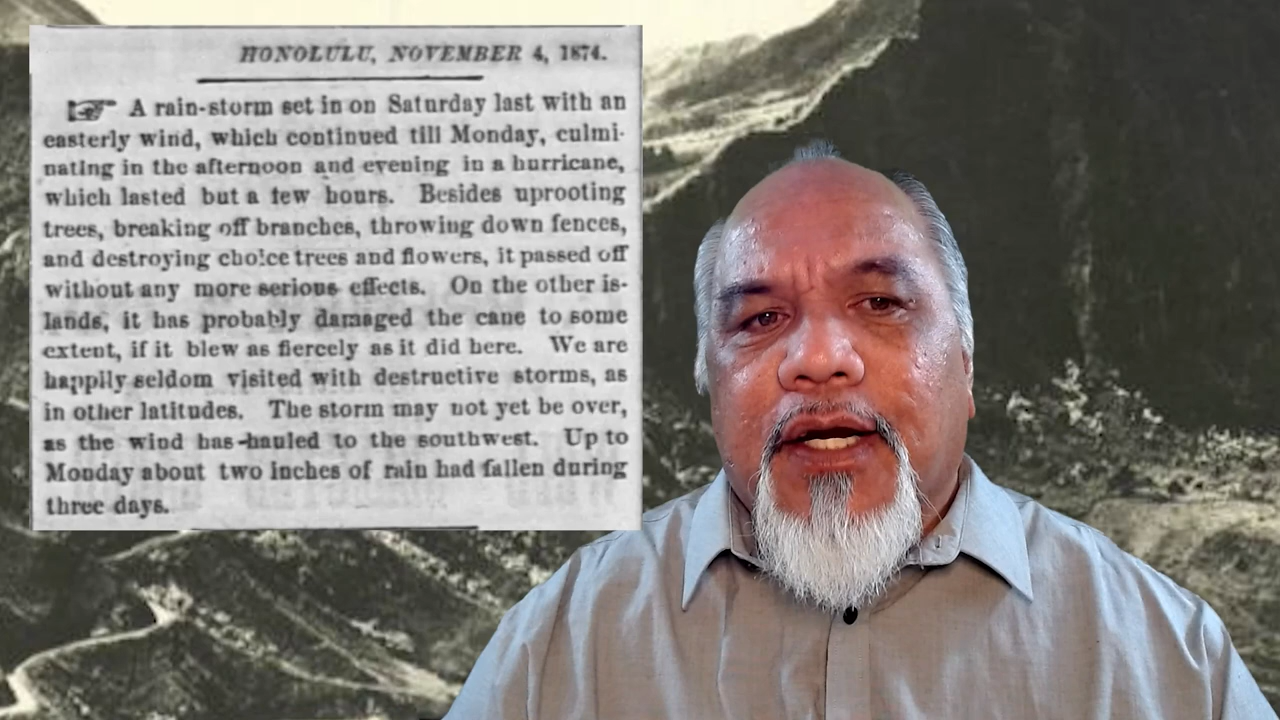 HONOLULU, NOVEMBER 4, 1874.
☞ A rain-storm set in on Saturday last with an
easterly wind, which continued till Monday, culmi-
nating in the afternoon and evening in a hurricane,
which lasted but a few hours. Besides uprooting
trees, breaking off branches, throwing down fences,
and destroying choice trees and flowers, it passed off
without any more serious effects. On the other is-
lands, it has probably damaged the cane to some
extent, if it blew as fiercely as it did here. We are
happily seldom visited with destructive storms, as
in other latitudes. The storm may not yet be over,
as the wind has hauled to the southwest. Up to
Monday about two inches of rain had fallen during
three days.